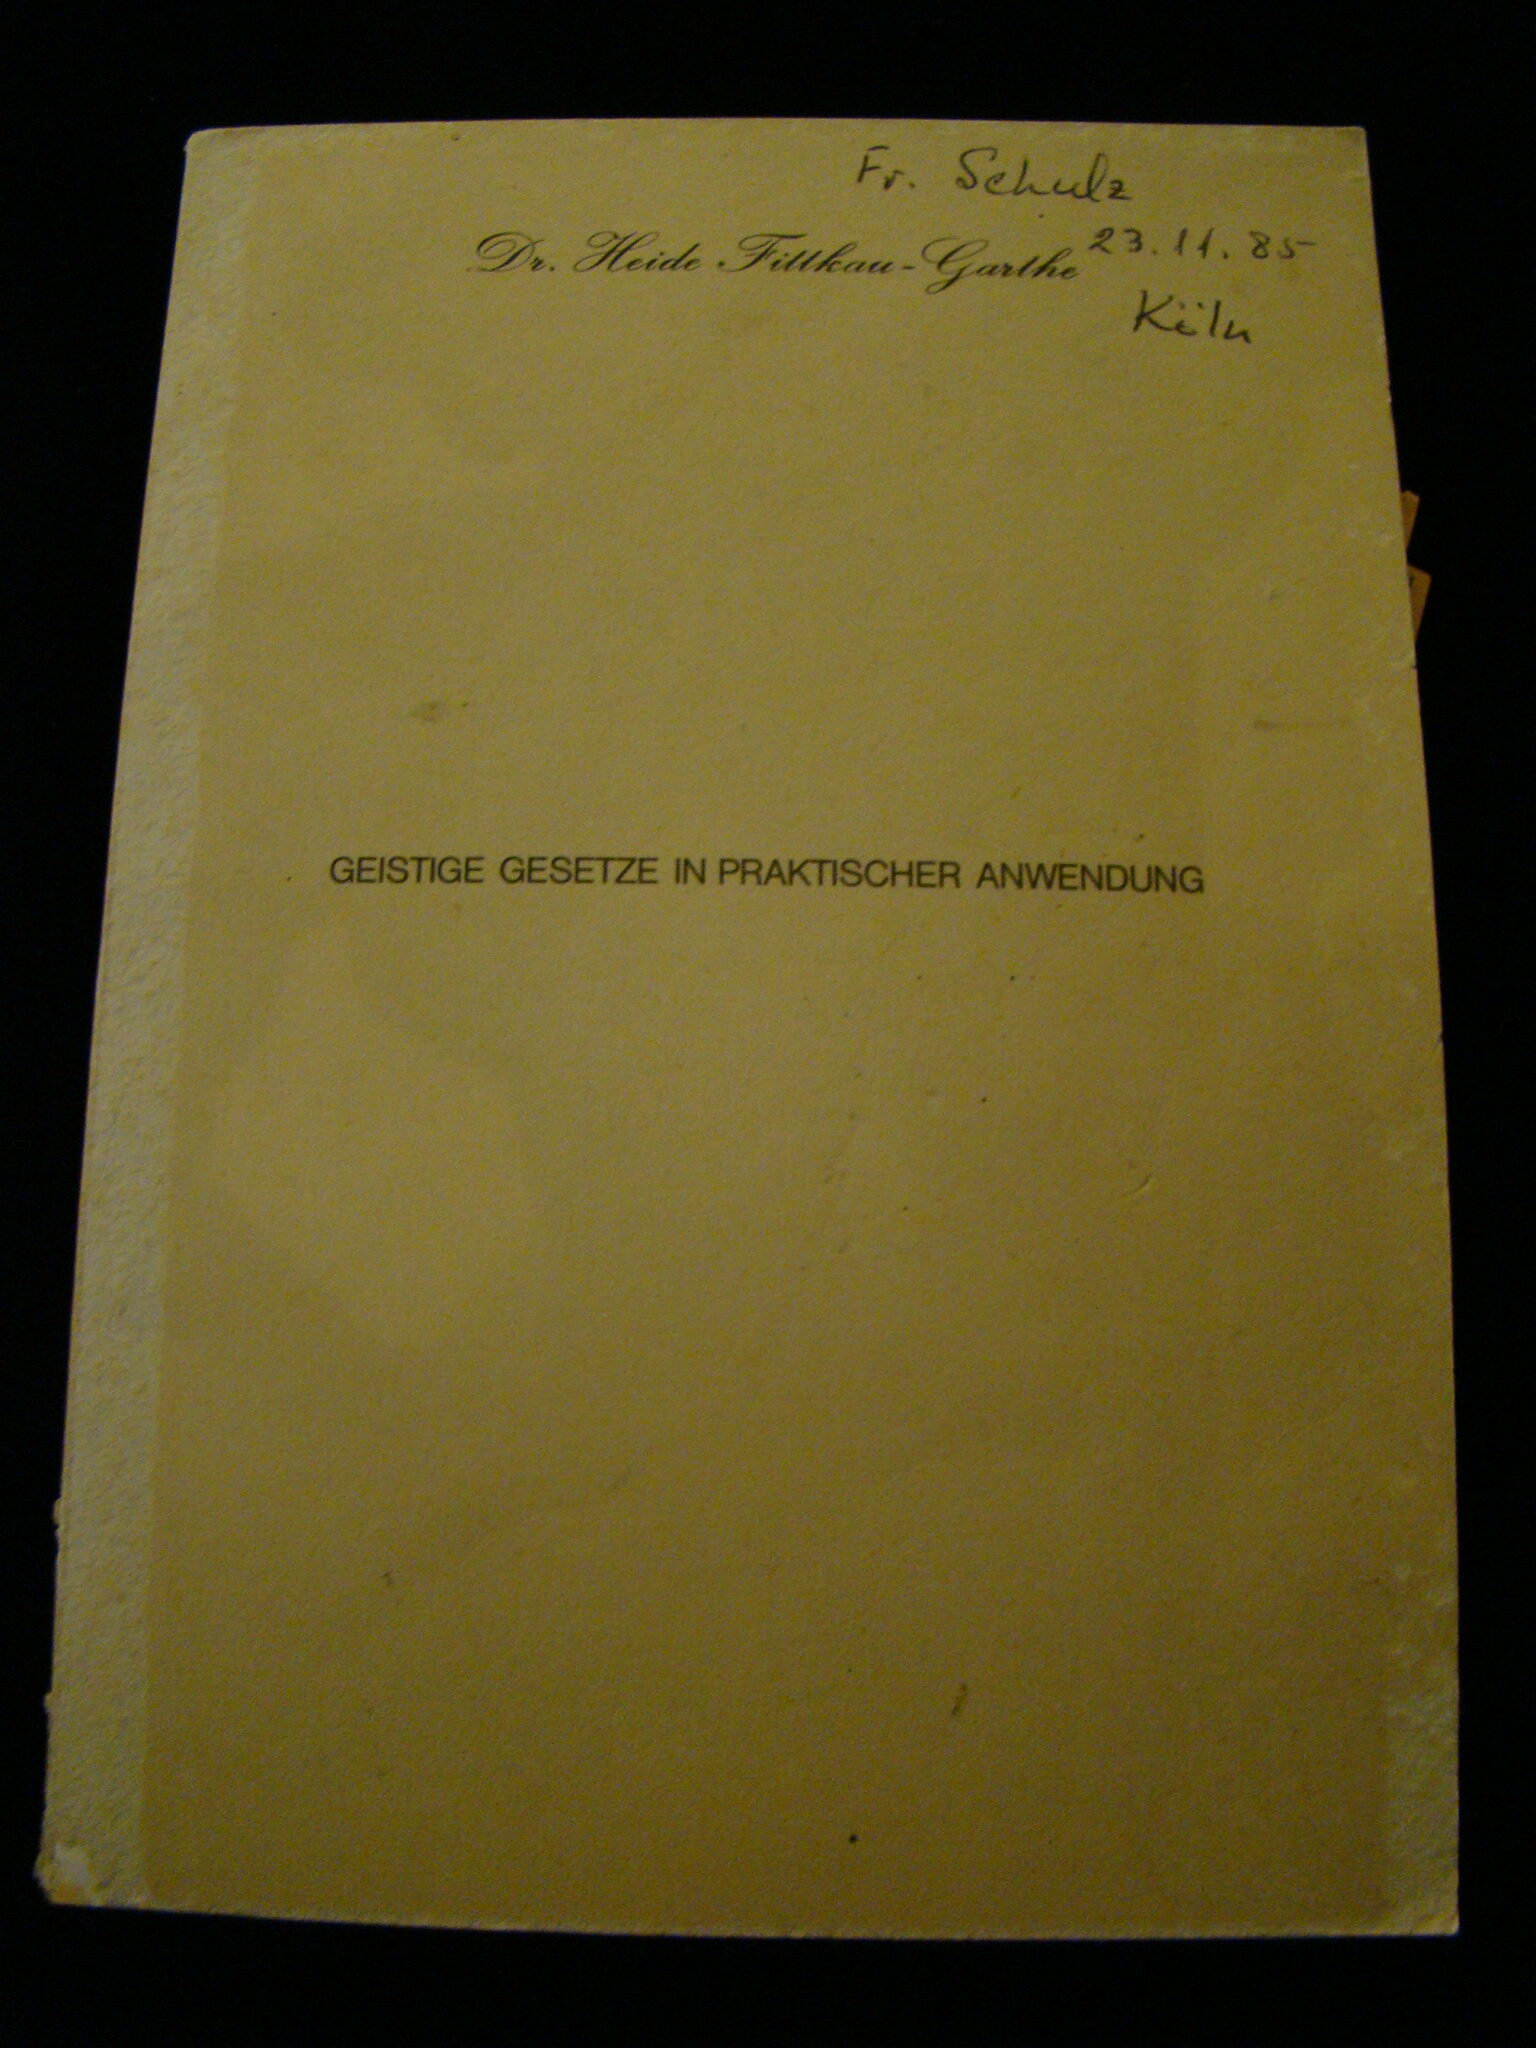 Fr. Schulz
23.11.85
Dr. Heide Fittkau-Garthe
Köln
GEISTIGE GESETZE IN PRAKTISCHER ANWENDUNG